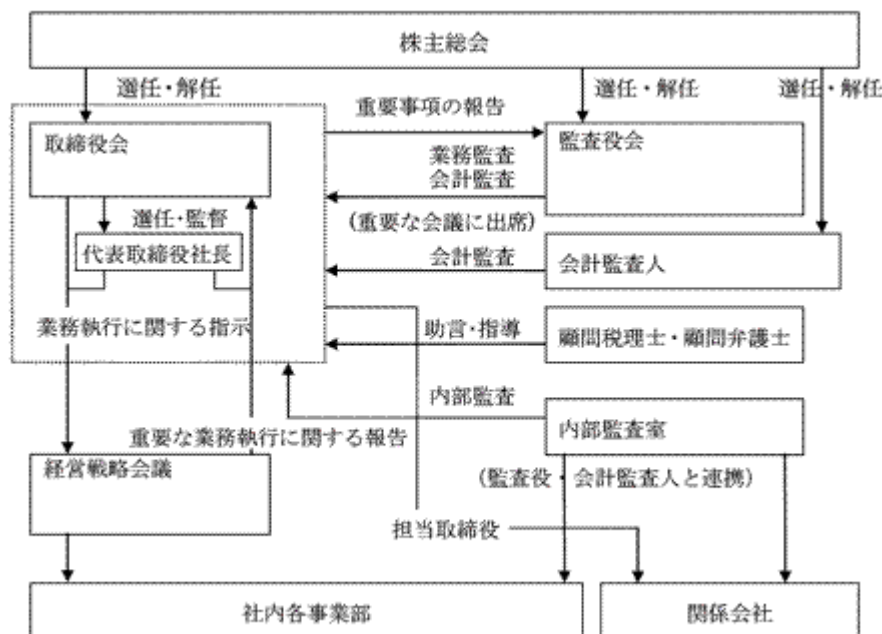 株主総会
選任・解任
選任・解任
選任・解任
重要事項の報告
取締役会
監査役会
業務監査
会計監査
選任・監督
(重要な会議に出席)
代表取締役社長
会計監査
会計監査人
業務執行に関する指示
助言・指導
顧問税理士・顧問弁護士
内部監査
内部監査室
重要な業務執行に関する報告
経営戦略会議
(監査役・会計監査人と連携)
担当取締役
社内各事業部
関係会社